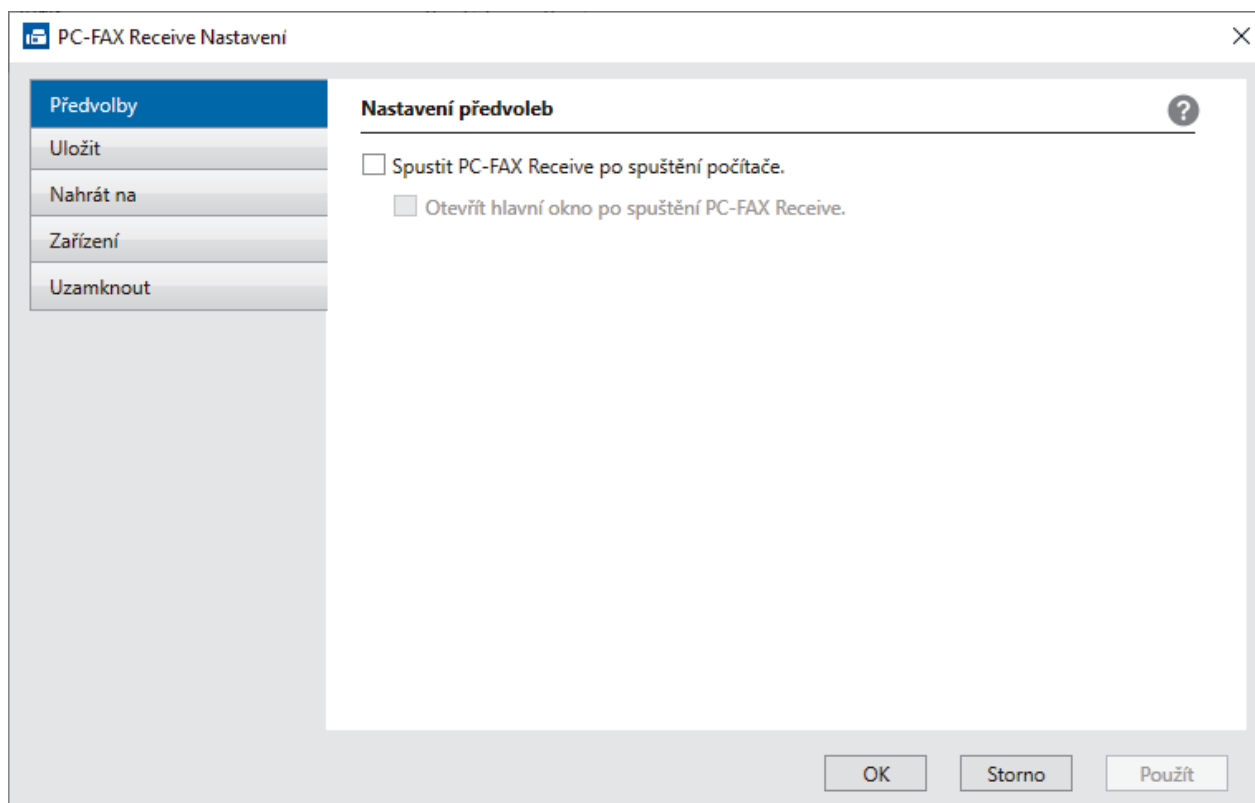 PC-FAX Receive Nastavení
Předvolby
Uložit
Nahrát na
Zařízení
Uzamknout
Nastavení předvoleb
?
Spustit PC-FAX Receive po spuštění počítače.
Otevřít hlavní okno po spuštění PC-FAX Receive.
OK
Storno
Použít